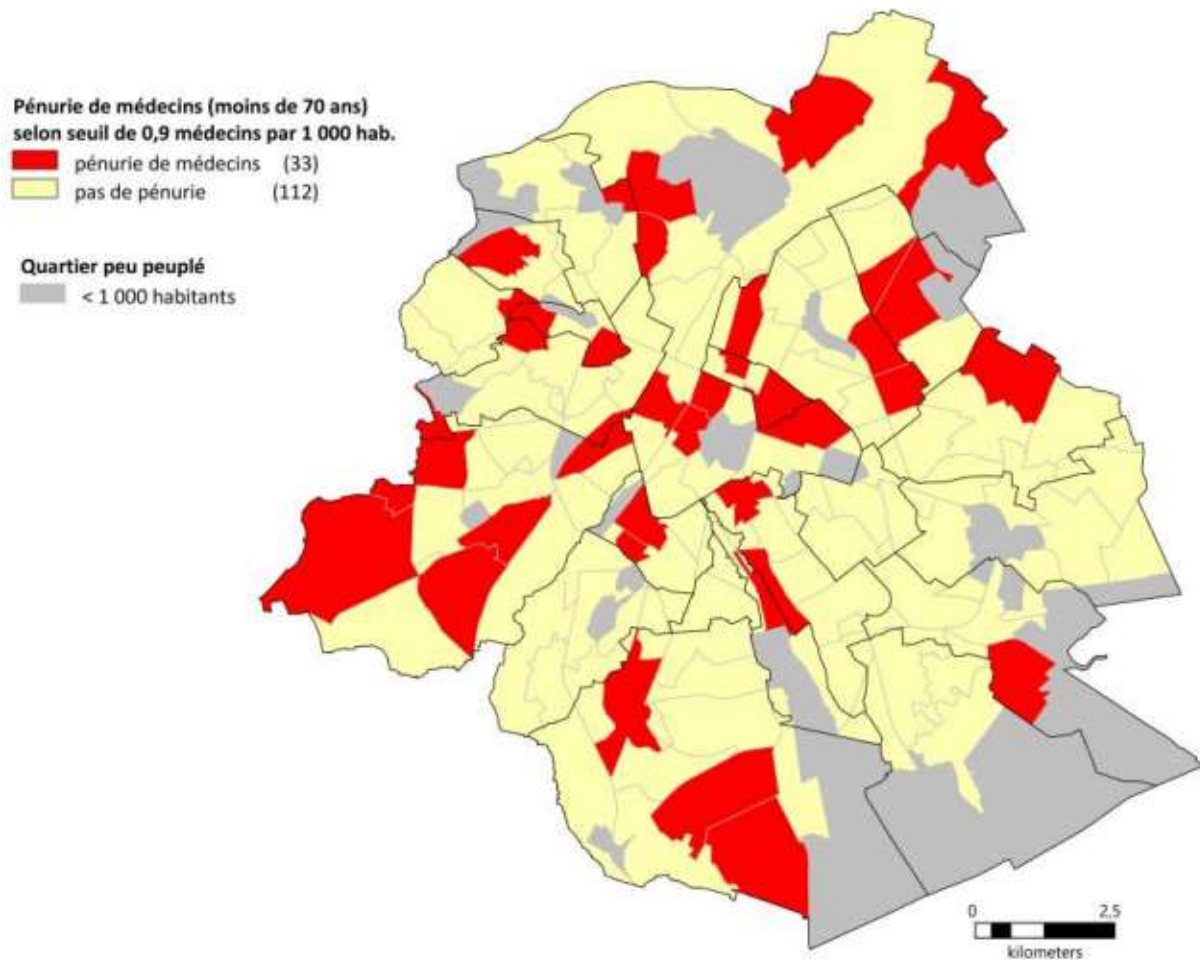 Pénurie de médecins (moins de 70 ans)
selon seuil de 0,9 médecins par 1 000 hab.
pénurie de médecins (33)
pas de pénurie (112)
Quartier peu peuplé
< 1 000 habitants
0 2,5
kilometers